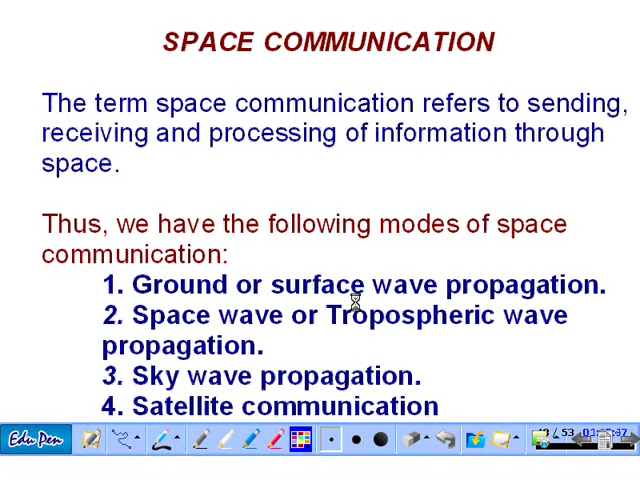 SPACE COMMUNICATION
The term space communication refers to sending,
receiving and processing of information through
space.
Thus, we have the following modes of space
communication:
1. Ground or surface wave propagation.
2. Space wave or Tropospheric wave
propagation.
3. Sky wave propagation.
4. Satellite communication
Edu Pen
/ 53